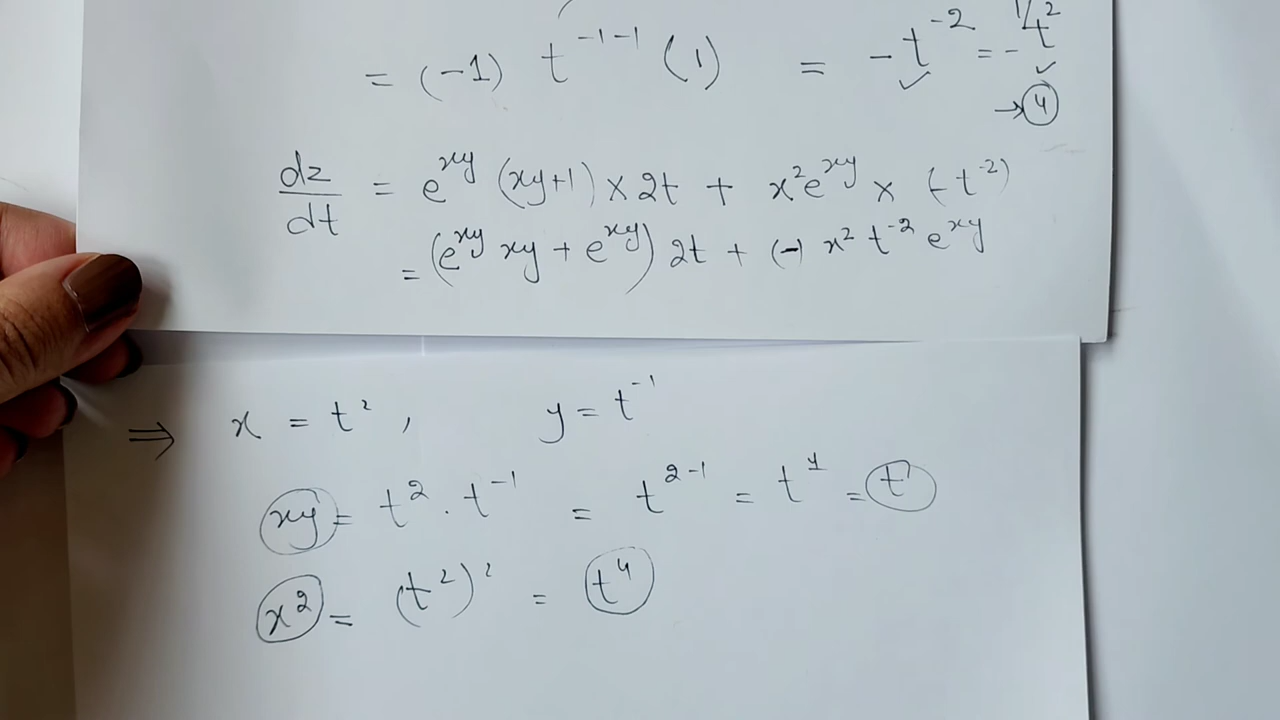 = (-1) t^{-1-1} (1) = -t^{-2} = -1/t^2
→ ④
dz/dt = e^{xy} (xy+1) × 2t + x^2 e^{xy} × (-t^{-2})
= (e^{xy} xy + e^{xy}) 2t + (-) x^2 t^{-2} e^{xy}
⇒ x = t^2, y = t^{-1}
xy = t^2 . t^{-1} = t^{2-1} = t^1 = t
x^2 = (t^2)^2 = t^4